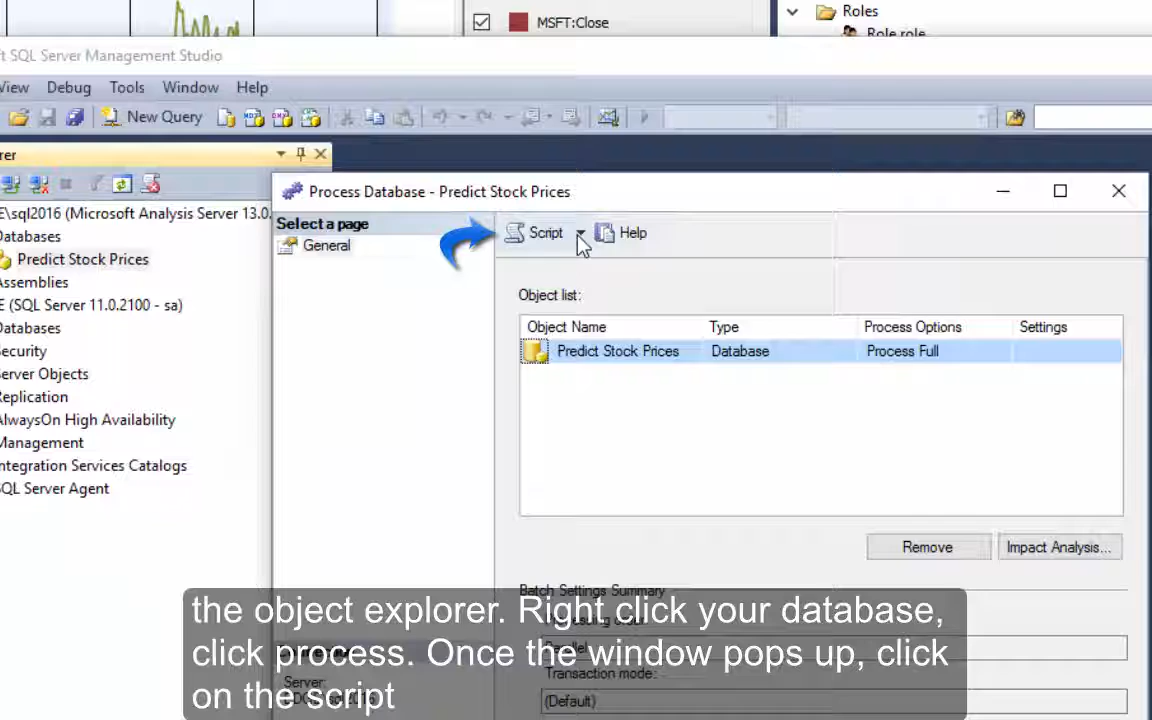 MSFT:Close
Roles
Role role
SQL Server Management Studio
View Debug Tools Window Help
New Query
Process Database - Predict Stock Prices
E\sql2016 (Microsoft Analysis Server 13.0.
Databases
Predict Stock Prices
Assemblies
E (SQL Server 11.0.2100 - sa)
Databases
Security
Server Objects
Replication
AlwaysOn High Availability
Management
Integration Services Catalogs
SQL Server Agent
Select a page
General
Script Help
Object list:
Object Name Type Process Options Settings
Predict Stock Prices Database Process Full
Remove Impact Analysis...
Batch Settings Summary
Transaction mode:
(Default)
Server:
the object explorer. Right click your database,
click process. Once the window pops up, click
on the script